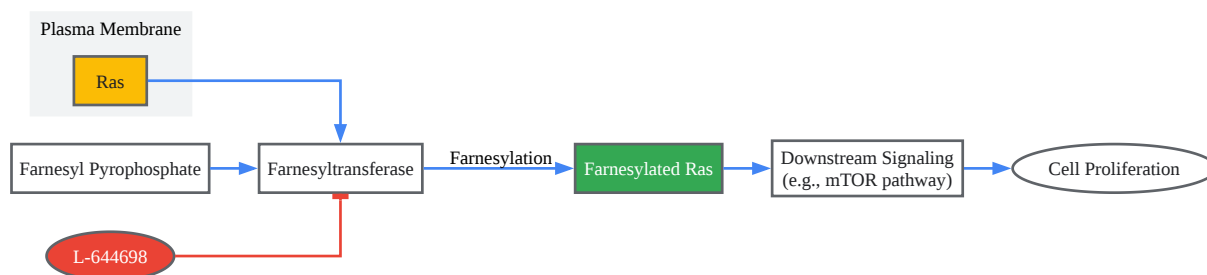 Plasma Membrane
Ras
Farnesyl Pyrophosphate
Farnesyltransferase
Farnesylation
Farnesylated Ras
Downstream Signaling
(e.g., mTOR pathway)
Cell Proliferation
L-644698